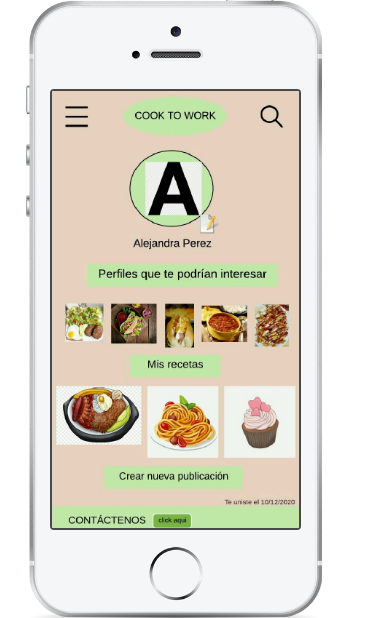 COOK TO WORK
A
Alejandra Perez
Perfiles que te podrían interesar
Mis recetas
Crear nueva publicación
Te uniste el 10/12/2020
CONTÁCTENOS click aquí